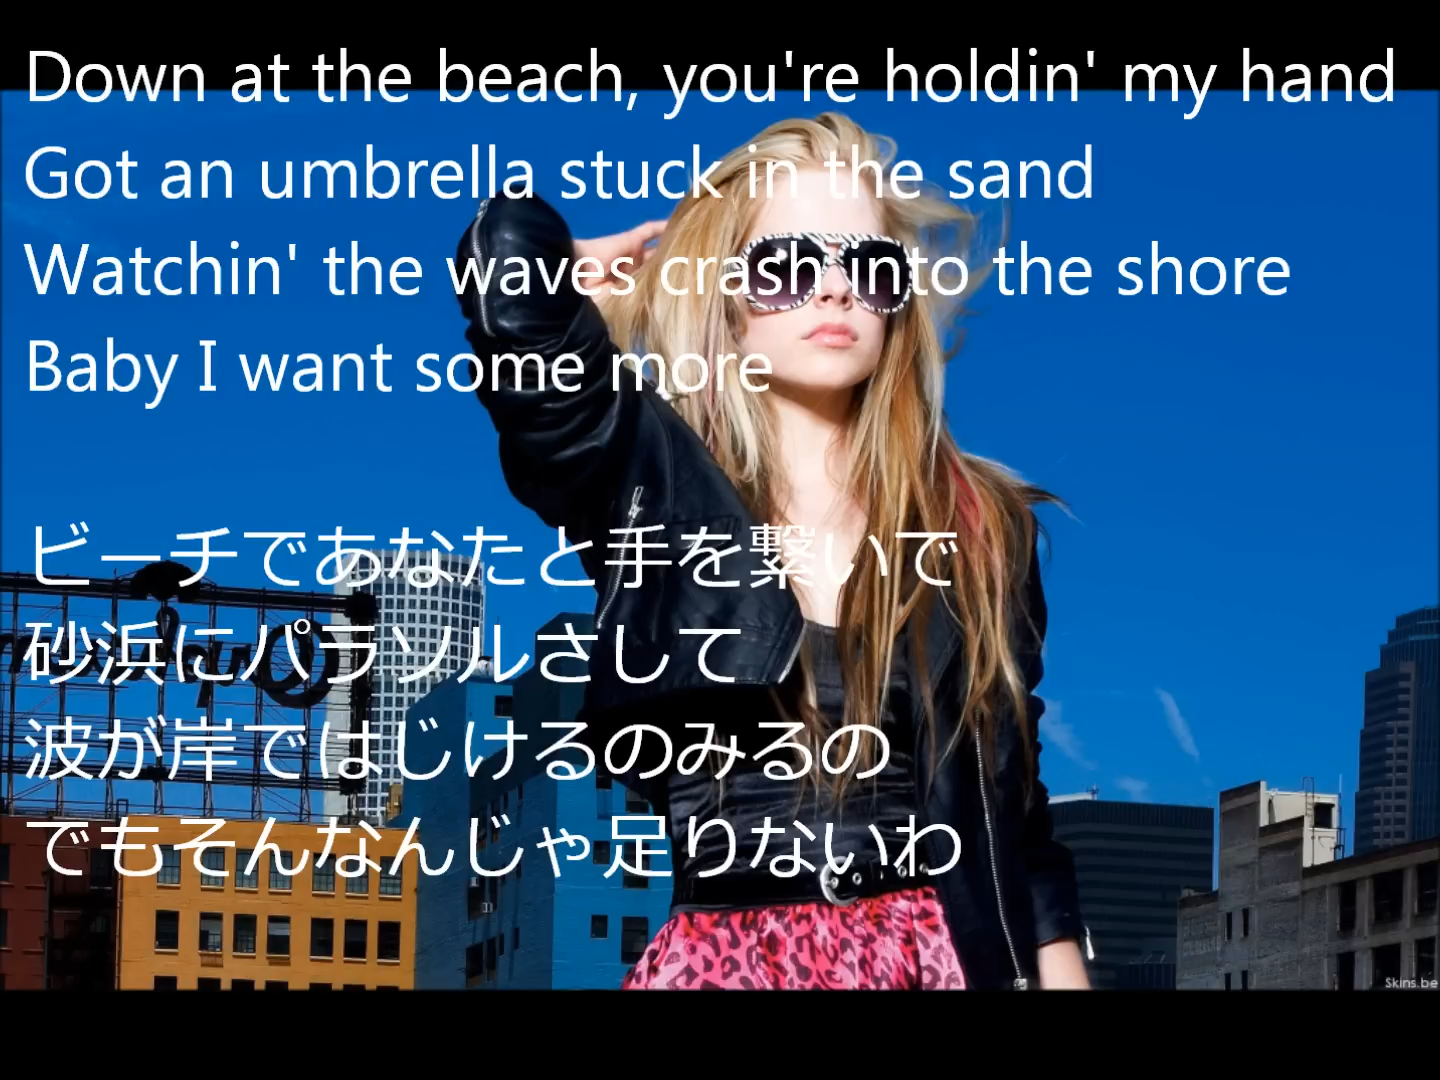 Down at the beach, you're holdin' my hand
Got an umbrella stuck in the sand
Watchin' the waves crash into the shore
Baby I want some more
ビーチであなたと手を繋いで
砂浜にパラソルさして
波が岸ではじけるのみるの
でもそんなんじゃ足りないわ
Skins.be